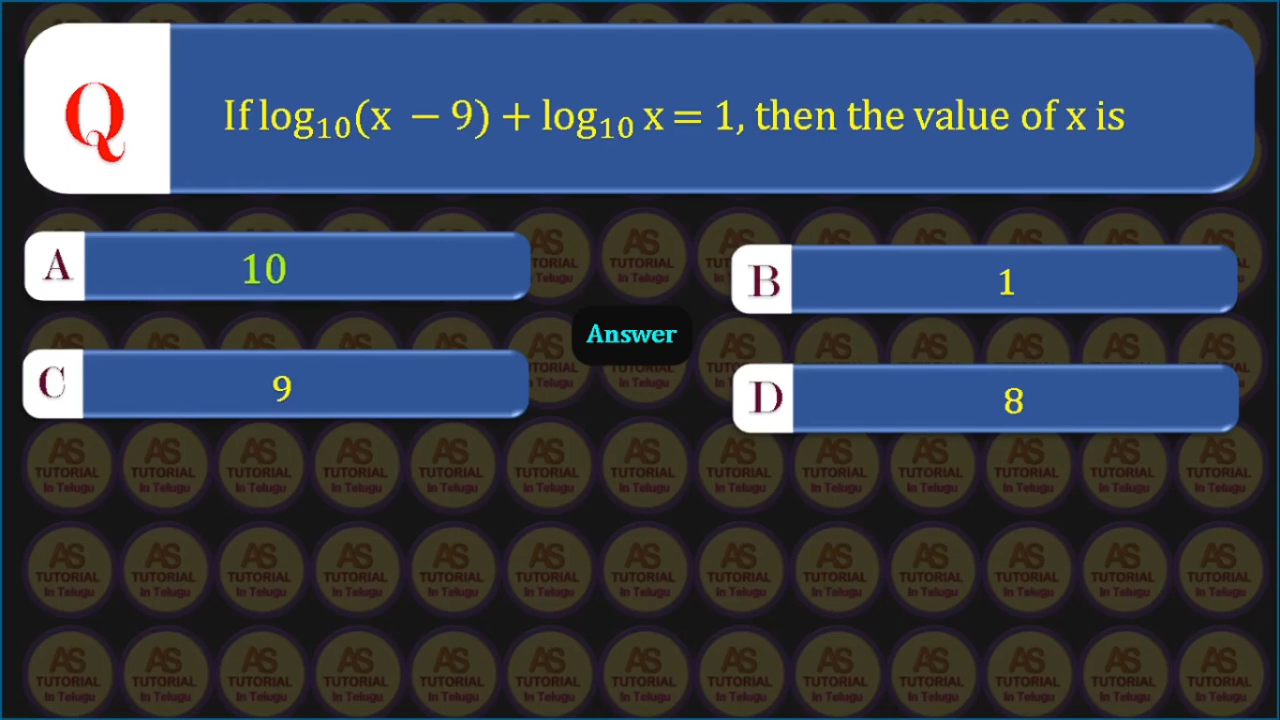 Q
If log₁₀(x − 9) + log₁₀ x = 1, then the value of x is
A
10
B
1
Answer
C
9
D
8
AS TUTORIAL In Telugu